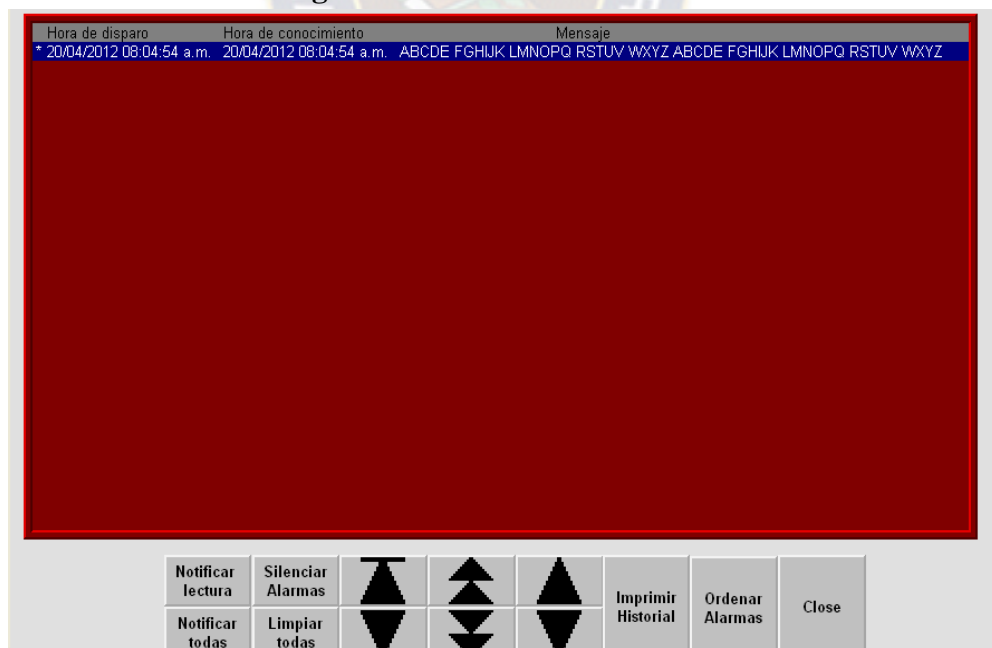 Hora de disparo Hora de conocimiento Mensaje
* 20/04/2012 08:04:54 a.m. 20/04/2012 08:04:54 a.m. ABCDE FGHIJK LMNOPQ RSTUV WXYZ ABCDE FGHIJK LMNOPQ RSTUV WXYZ
Notificar
lectura
Silenciar
Alarmas
Imprimir
Historial
Ordenar
Alarmas
Close
Notificar
todas
Limpiar
todas